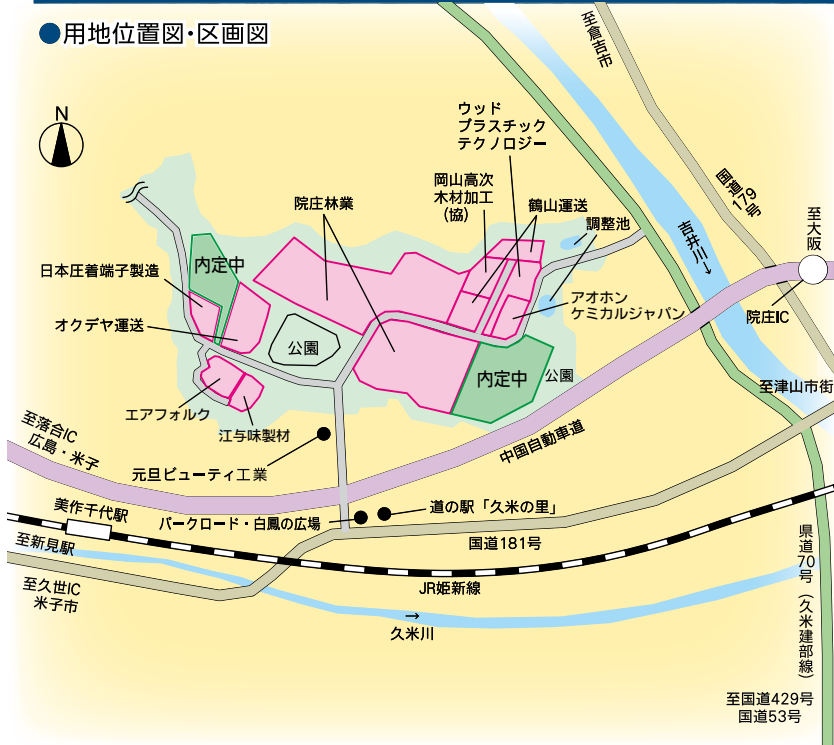 ●用地位置図・区画図
N
至倉吉市
国道179号
吉井川→
至大阪
院庄IC
ウッド
プラスチック
テクノロジー
岡山高次
木材加工
(協)
鶴山運送
調整池
院庄林業
内定中
日本圧着端子製造
オクデヤ運送
公園
アオホン
ケミカルジャパン
内定中
公園
エアフォルク
江与味製材
至津山市街
至落合IC
広島・米子
中国自動車道
元旦ビューティ工業
美作千代駅
パークロード・白鳳の広場
道の駅「久米の里」
国道181号
至新見駅
JR姫新線
至久世IC
米子市
→
久米川
県道70号(久米建部線)
至国道429号
国道53号